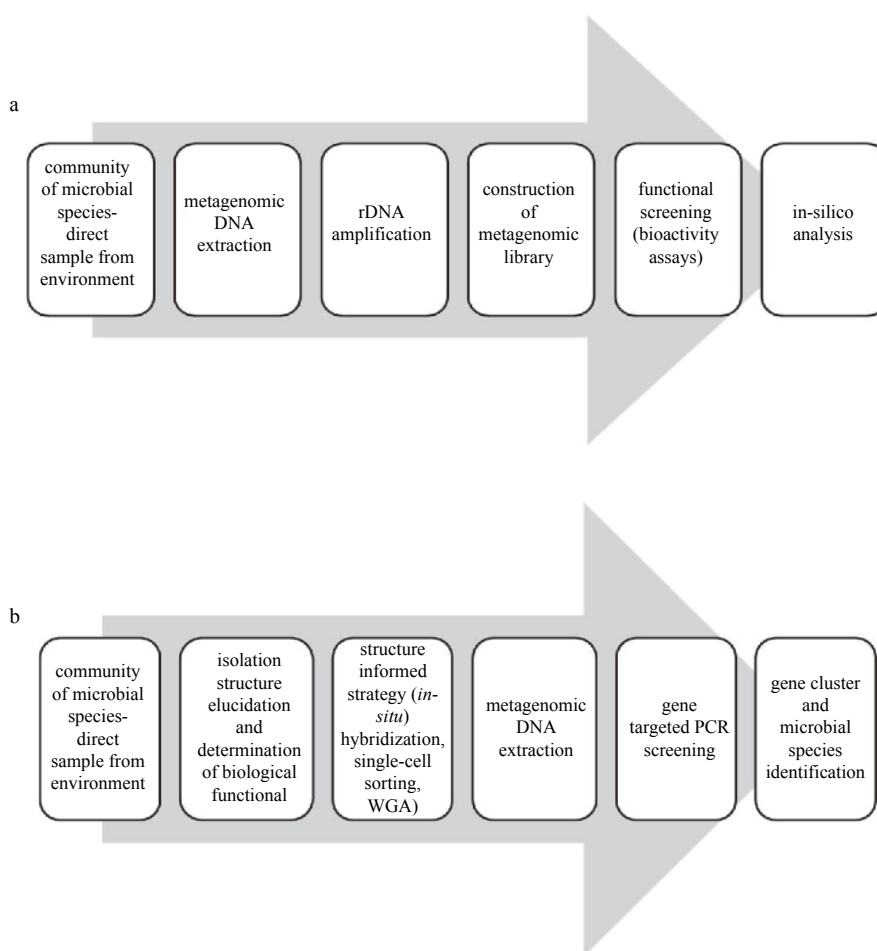 a
community
of microbial
species-
direct
sample from
environment
metagenomic
DNA
extraction
rDNA
amplification
construction
of
metagenomic
library
functional
screening
(bioactivity
assays)
in-silico
analysis
b
community
of microbial
species-
direct
sample from
environment
isolation
structure
elucidation
and
determination
of biological
functional
structure
informed
strategy (in-
situ)
hybridization,
single-cell
sorting,
WGA)
metagenomic
DNA
extraction
gene
targeted PCR
screening
gene cluster
and
microbial
species
identification